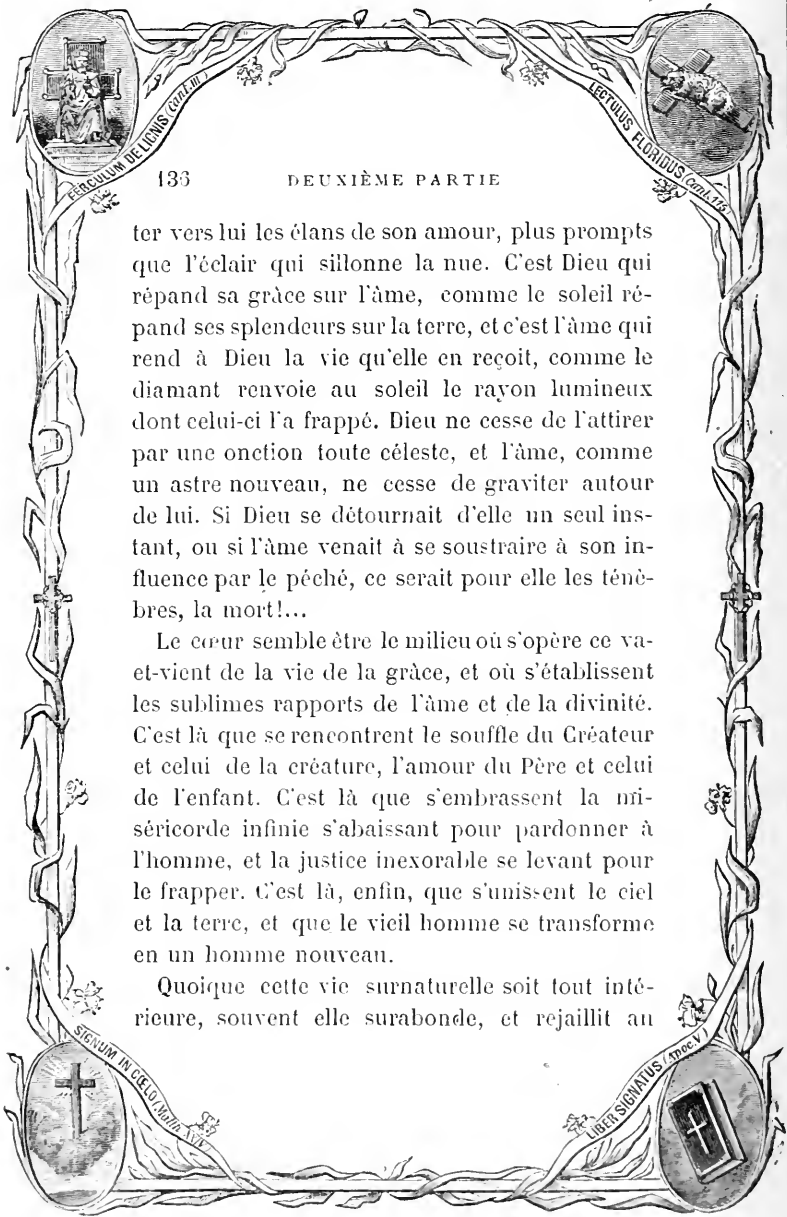 FERCULUM DE LIGNIS (Cant. III)
LECTULUS FLORIDUS (Cant. 115)
136 DEUXIÈME PARTIE
ter vers lui les élans de son amour, plus prompts
que l'éclair qui sillonne la nue. C'est Dieu qui
répand sa grâce sur l'âme, comme le soleil ré-
pand ses splendeurs sur la terre, et c'est l'âme qui
rend à Dieu la vie qu'elle en reçoit, comme le
diamant renvoie au soleil le rayon lumineux
dont celui-ci l'a frappé. Dieu ne cesse de l'attirer
par une onction toute céleste, et l'âme, comme
un astre nouveau, ne cesse de graviter autour
de lui. Si Dieu se détournait d'elle un seul ins-
tant, ou si l'âme venait à se soustraire à son in-
fluence par le péché, ce serait pour elle les ténè-
bres, la mort!...
Le cœur semble être le milieu où s'opère ce va-
et-vient de la vie de la grâce, et où s'établissent
les sublimes rapports de l'âme et de la divinité.
C'est là que se rencontrent le souffle du Créateur
et celui de la créature, l'amour du Père et celui
de l'enfant. C'est là que s'embrassent la mi-
séricorde infinie s'abaissant pour pardonner à
l'homme, et la justice inexorable se levant pour
le frapper. C'est là, enfin, que s'unissent le ciel
et la terre, et que le vieil homme se transforme
en un homme nouveau.
Quoique cette vie surnaturelle soit tout inté-
rieure, souvent elle surabonde, et rejaillit au
SIGNUM IN CŒLO (Matth. XXIV)
LIBER SIGNATUS (Apoc. V)